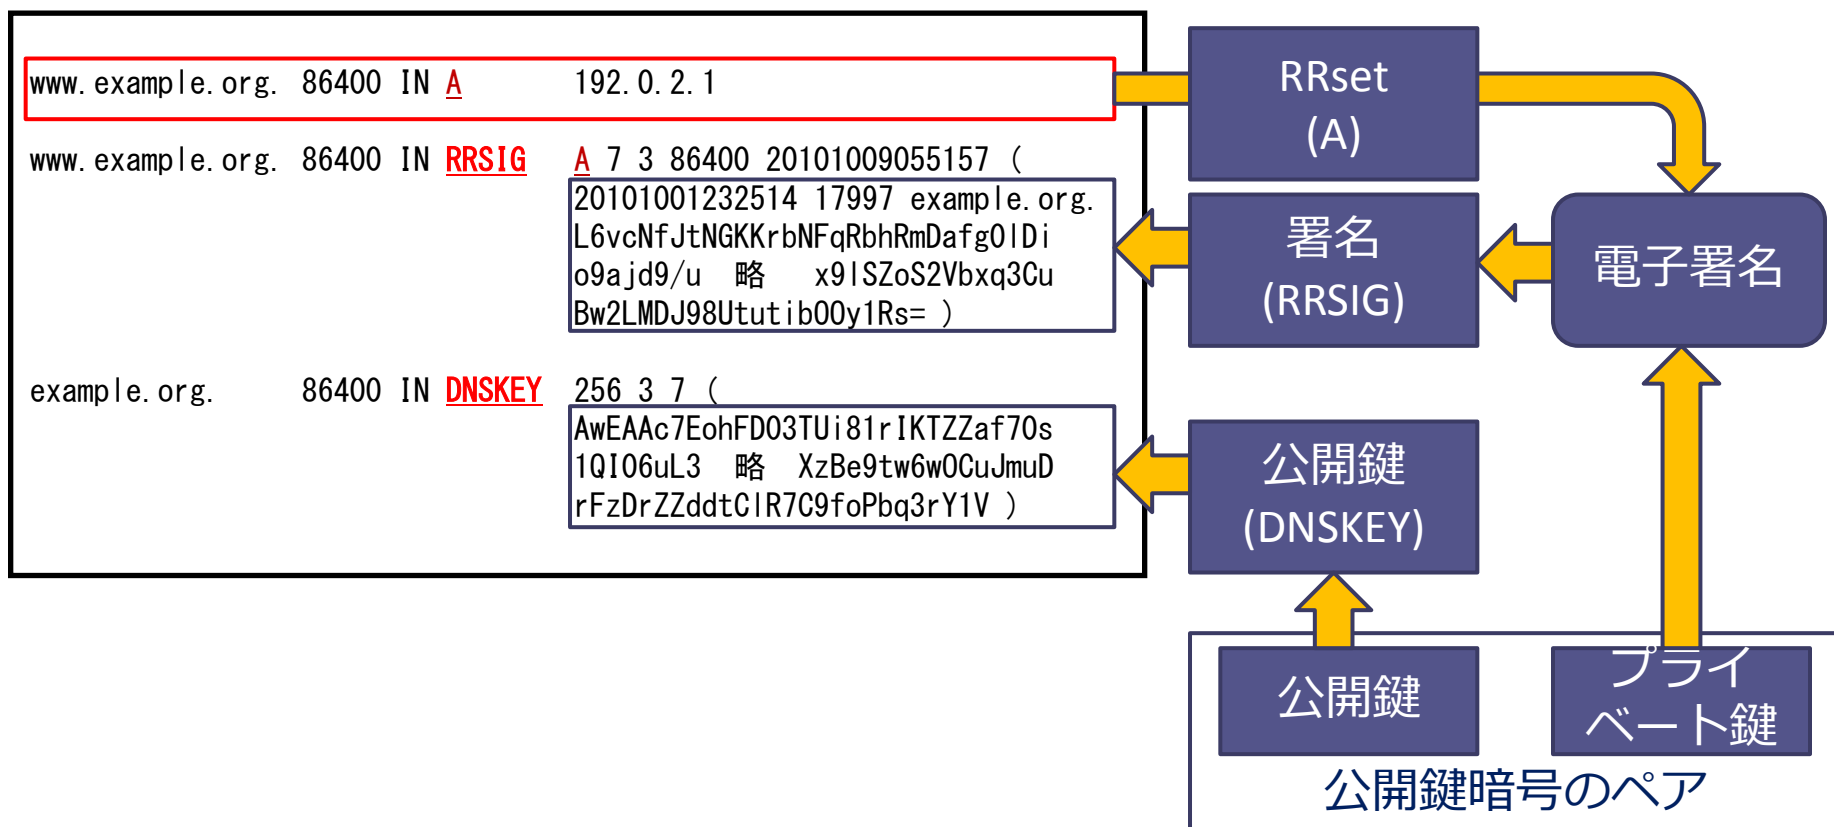 www.example.org. 86400 IN A 192.0.2.1
www.example.org. 86400 IN RRSIG A 7 3 86400 20101009055157 (
20101001232514 17997 example.org.
L6vcNfJtNGKKrbNFqRbhRmDafg0lDi
o9ajd9/u 略 x9lSZoS2Vbxq3Cu
Bw2LMDJ98UtutibOOy1Rs= )
example.org. 86400 IN DNSKEY 256 3 7 (
AwEAAc7EohFDO3TUi81rIKTZZaf7Os
1QI06uL3 略 XzBe9tw6wOCuJmuD
rFzDrZZddtClR7C9foPbq3rY1V )
RRset
(A)
署名
(RRSIG)
電子署名
公開鍵
(DNSKEY)
公開鍵
プライ
ベート鍵
公開鍵暗号のペア